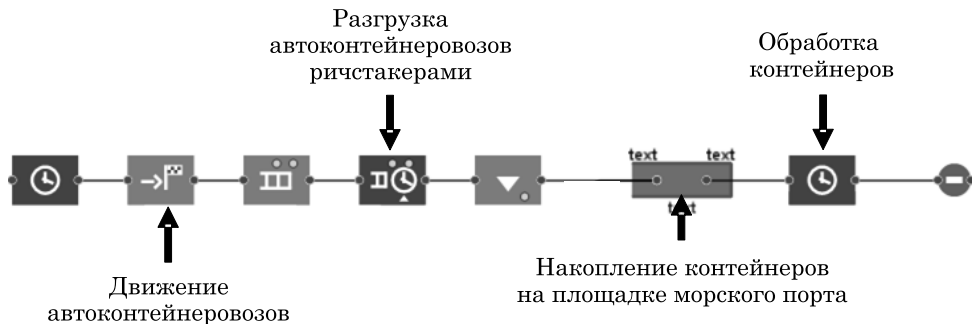 Разгрузка
автоконтейнеровозов
ричстакерами
Обработка
контейнеров
text
text
text
Движение
автоконтейнеровозов
Накопление контейнеров
на площадке морского порта